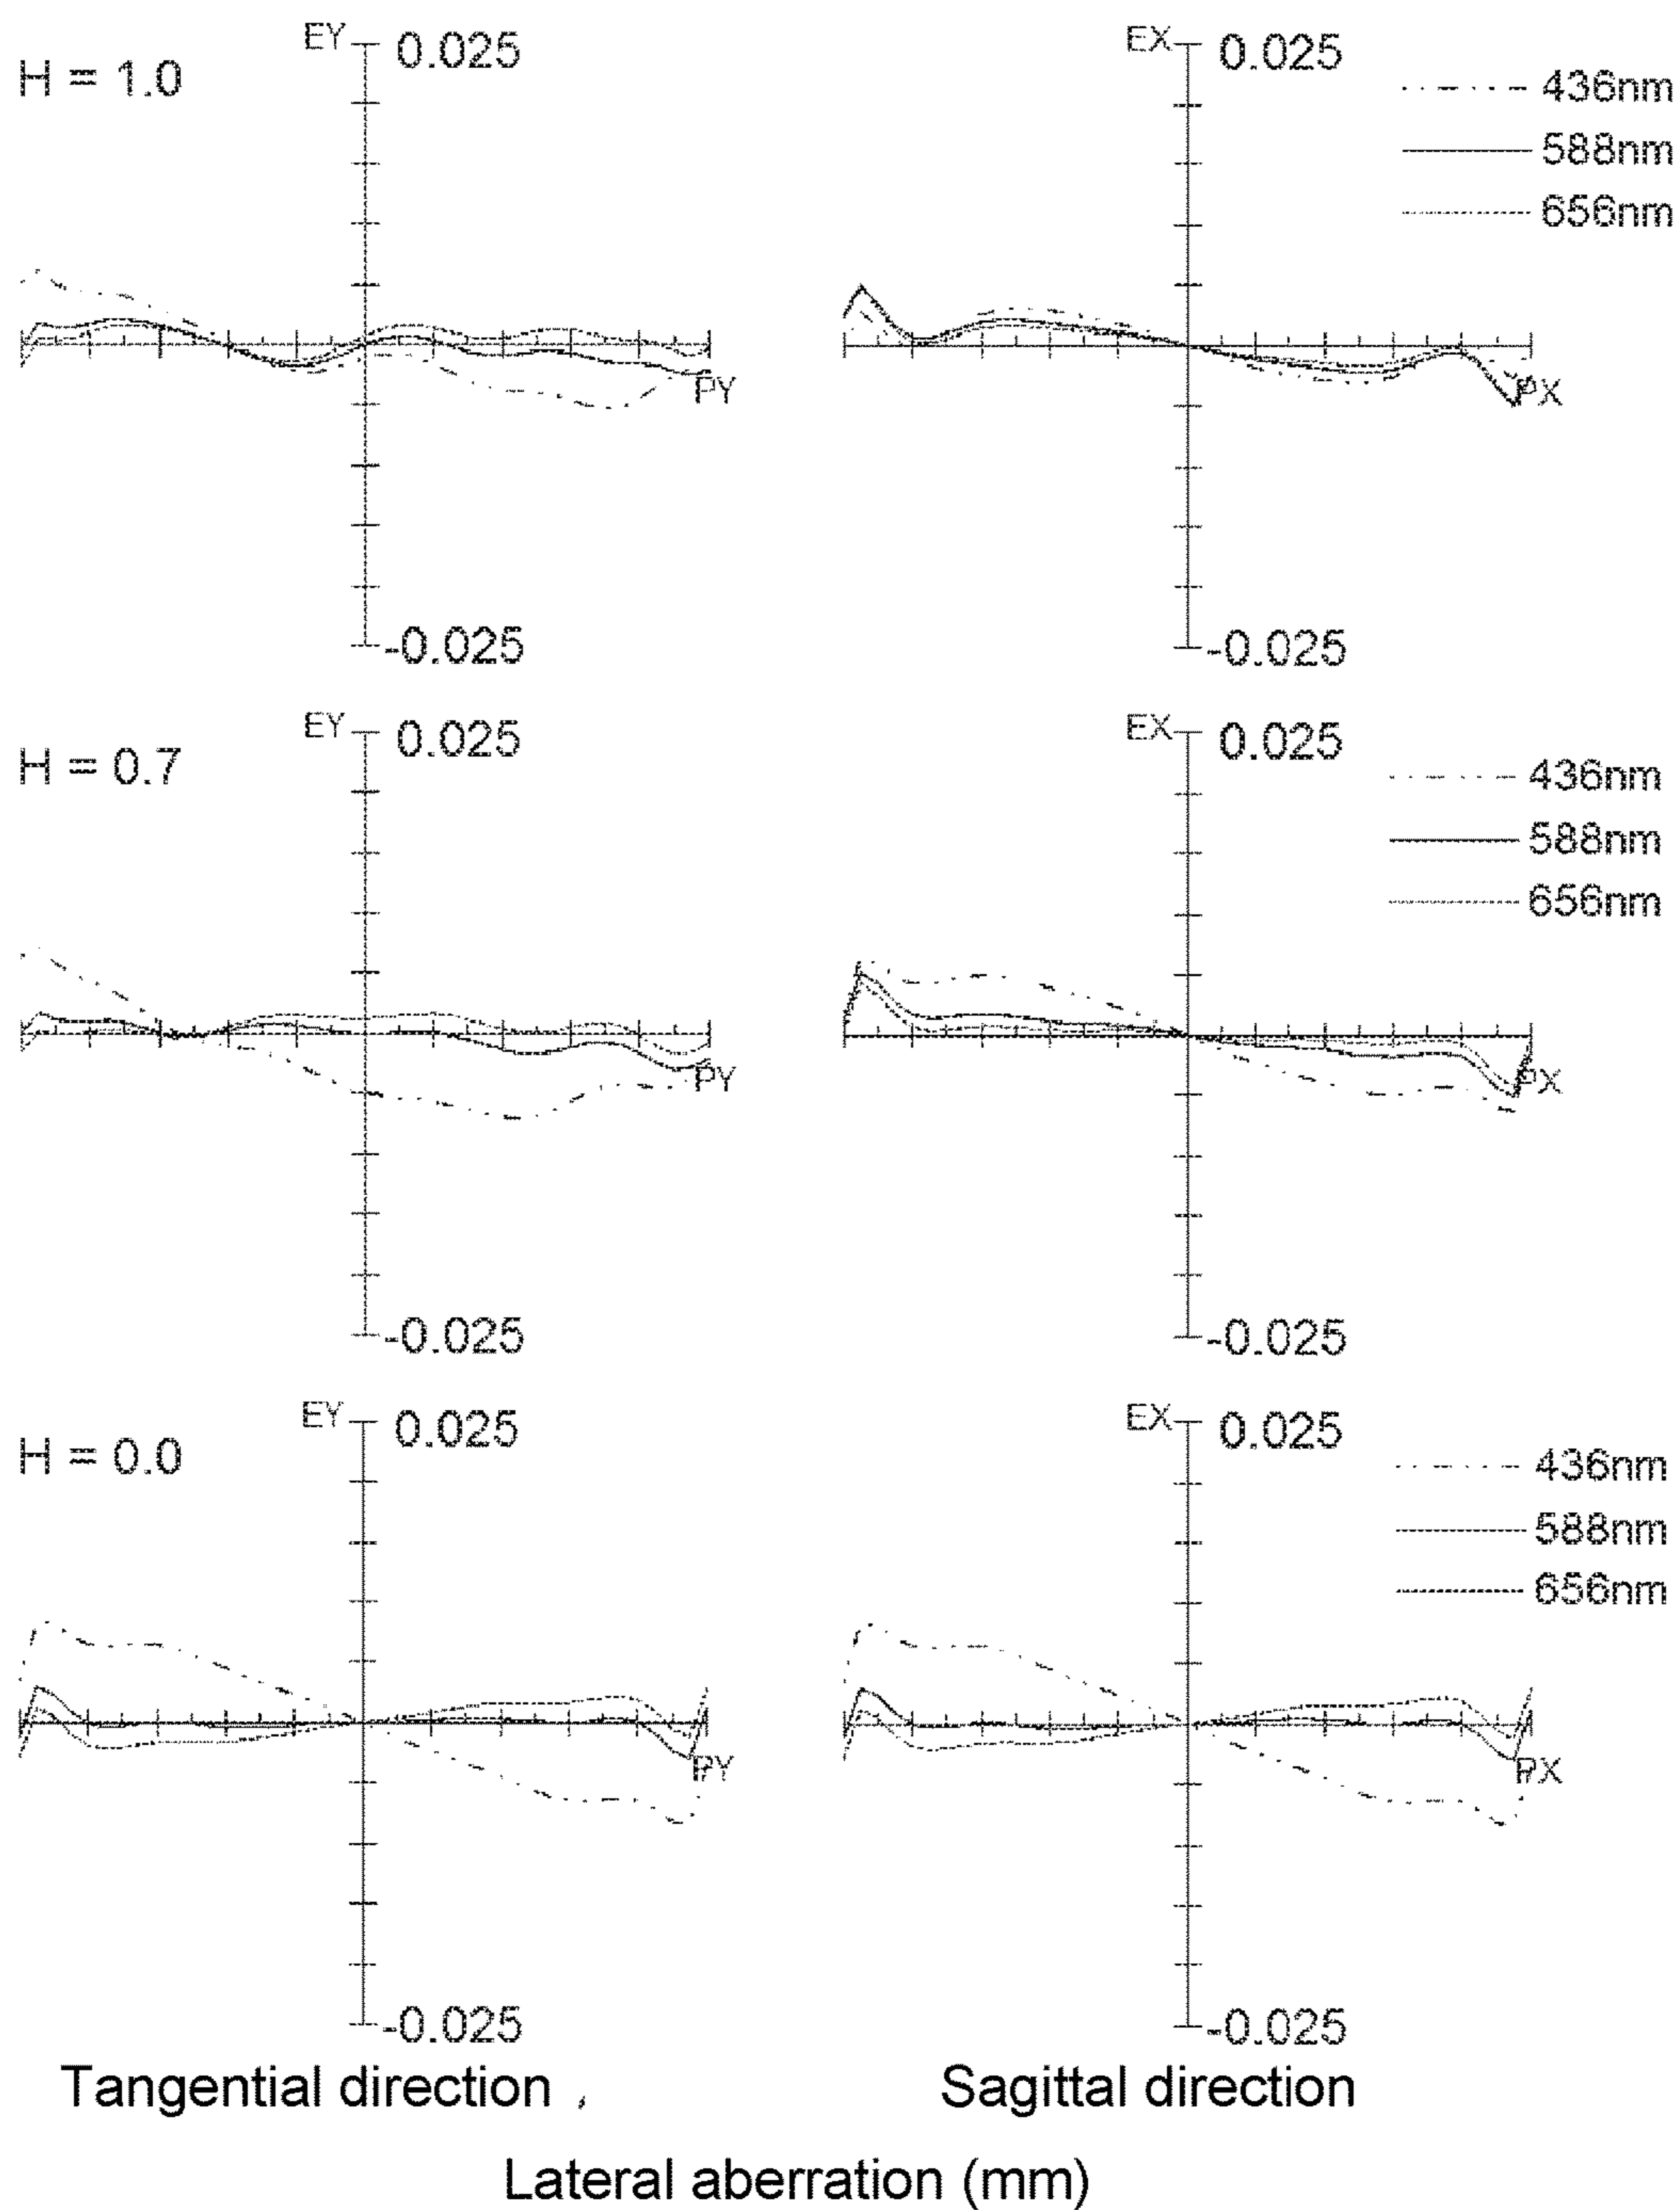 EY 0.025 EX 0.025
H = 1.0 436nm
588nm
656nm
PY PX
-0.025 -0.025
EY 0.025 EX 0.025
H = 0.7 436nm
588nm
656nm
PY PX
-0.025 -0.025
EY 0.025 EX 0.025
H = 0.0 436nm
588nm
656nm
PY PX
-0.025 -0.025
Tangential direction , Sagittal direction
Lateral aberration (mm)